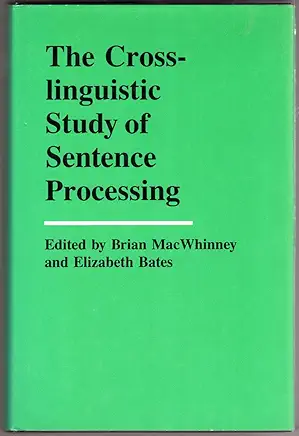 The Cross-
linguistic
Study of
Sentence
Processing
Edited by Brian MacWhinney
and Elizabeth Bates